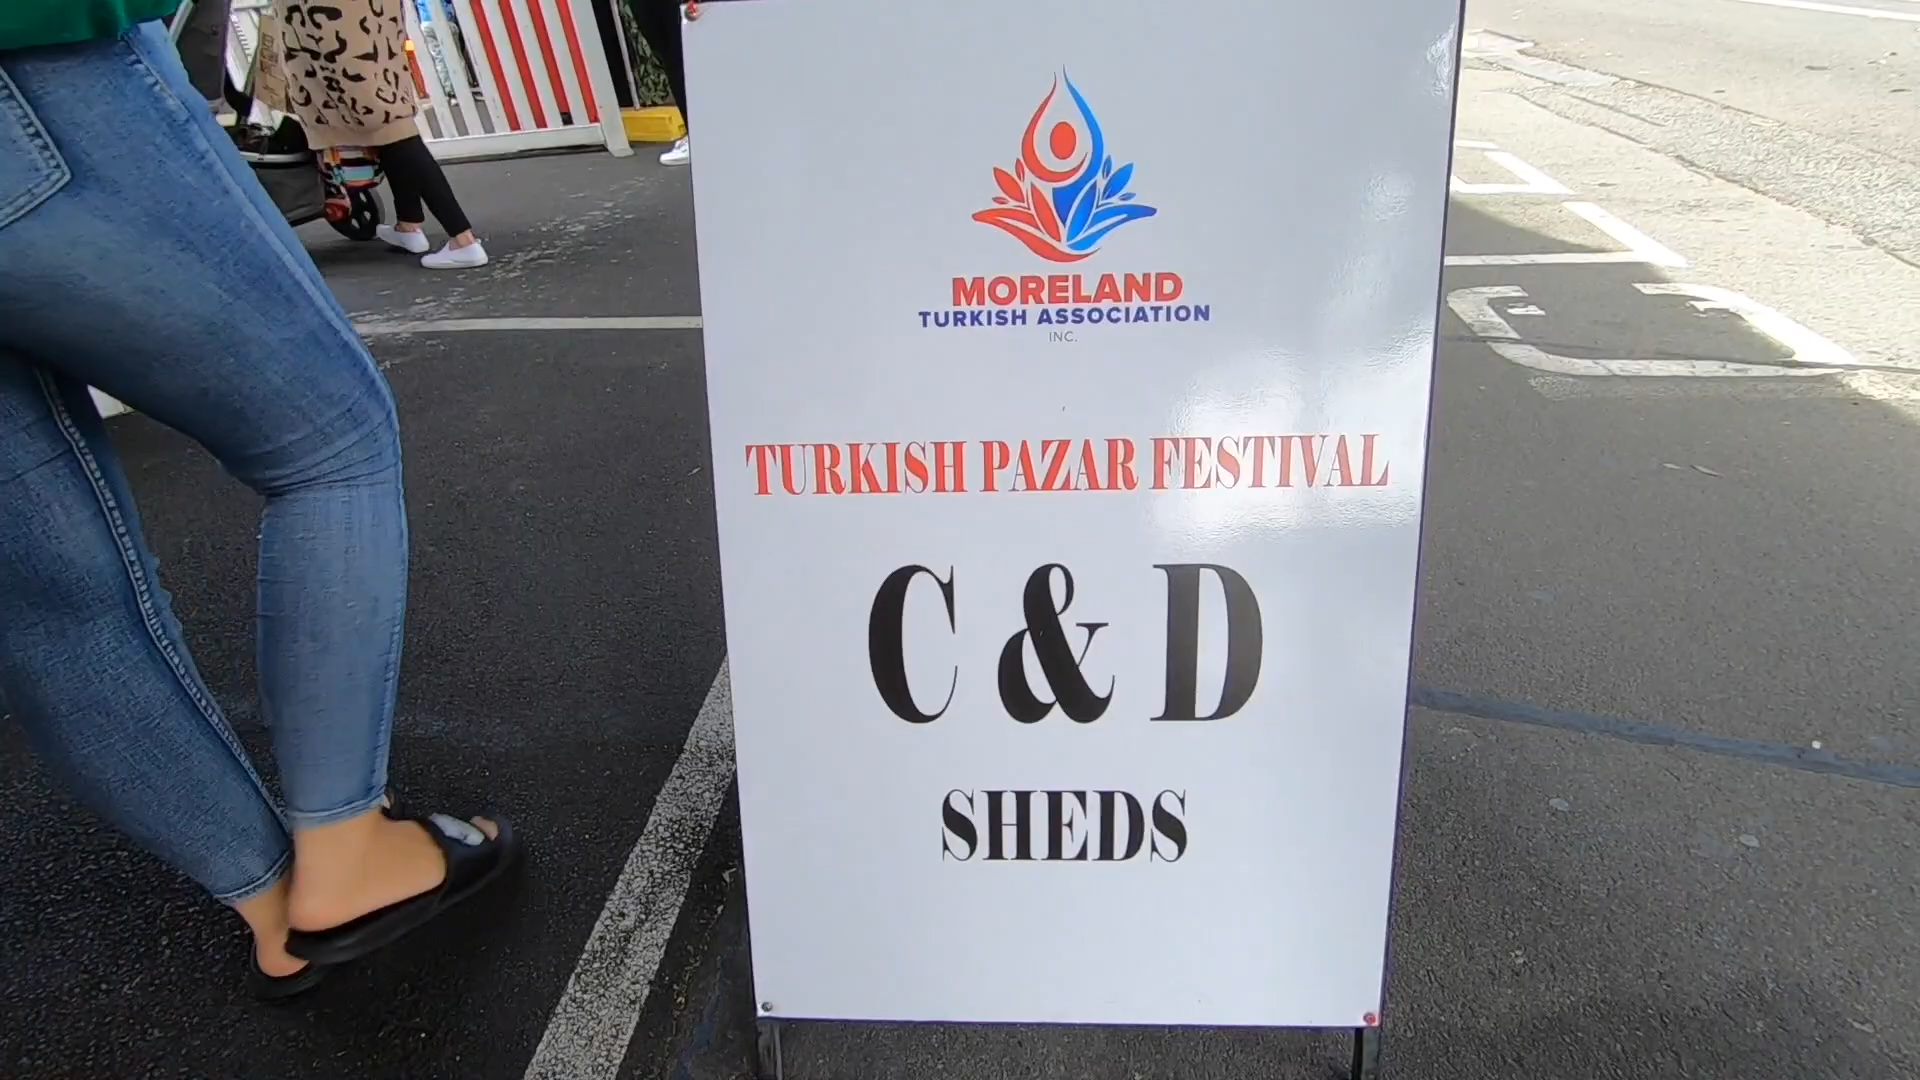 MORELAND
TURKISH ASSOCIATION
INC.
TURKISH PAZAR FESTIVAL
C & D
SHEDS